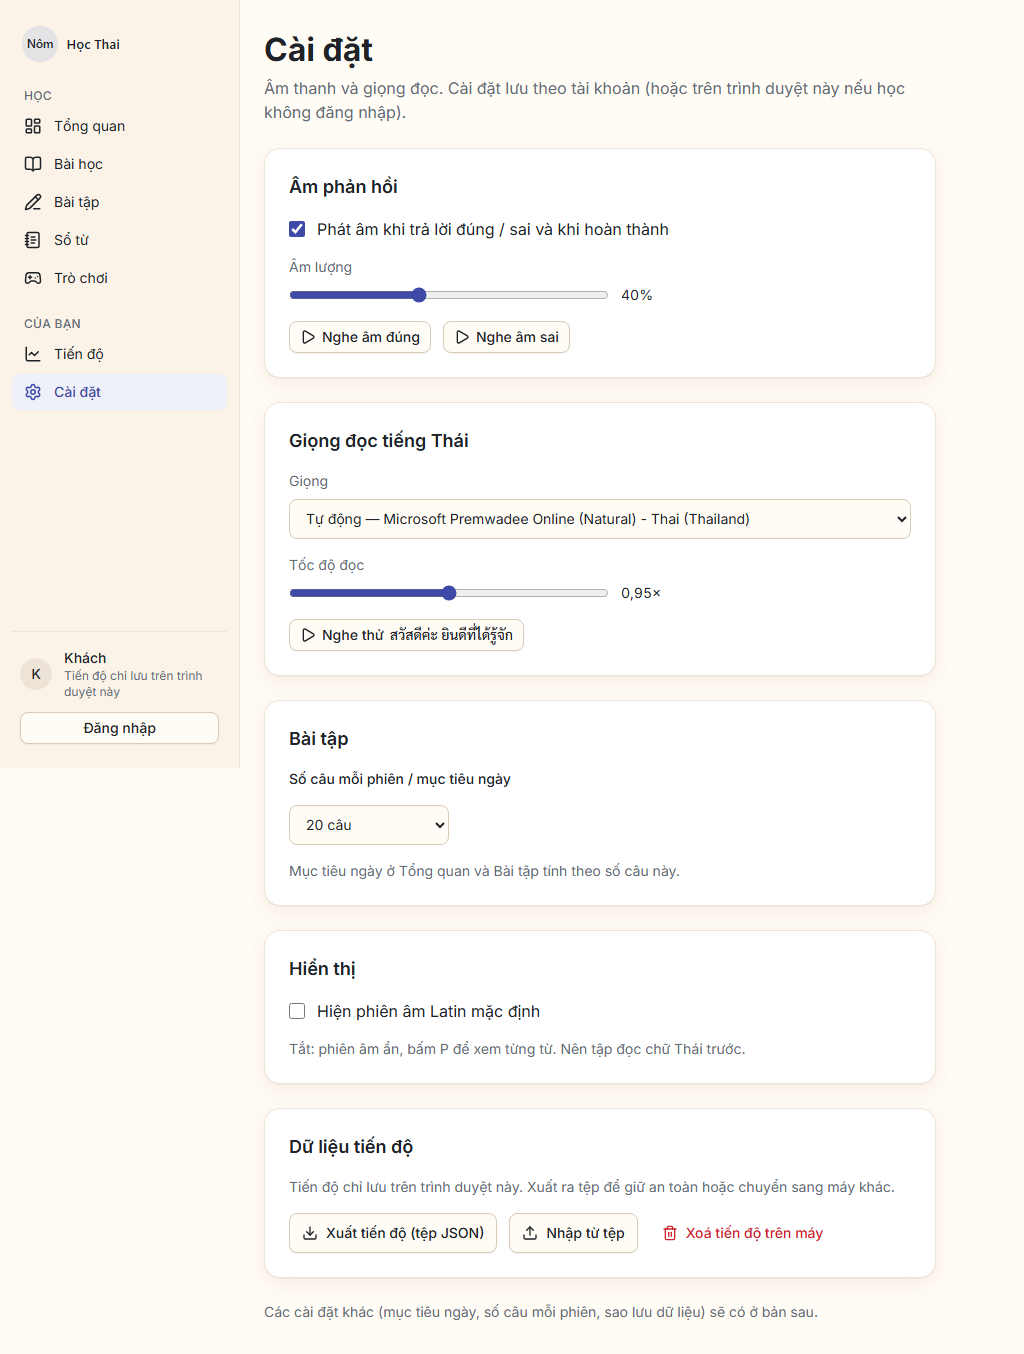 Nôm
Học Thai
HỌC
Tổng quan
Bài học
Bài tập
Sổ từ
Trò chơi
CỦA BẠN
Tiến độ
Cài đặt
K
Khách
Tiến độ chỉ lưu trên trình
duyệt này
Đăng nhập
Cài đặt
Âm thanh và giọng đọc. Cài đặt lưu theo tài khoản (hoặc trên trình duyệt này nếu học
không đăng nhập).
Âm phản hồi
Phát âm khi trả lời đúng / sai và khi hoàn thành
Âm lượng
40%
Nghe âm đúng
Nghe âm sai
Giọng đọc tiếng Thái
Giọng
Tự động — Microsoft Premwadee Online (Natural) - Thai (Thailand)
Tốc độ đọc
0,95×
Nghe thử สวัสดีค่ะ ยินดีที่ได้รู้จัก
Bài tập
Số câu mỗi phiên / mục tiêu ngày
20 câu
Mục tiêu ngày ở Tổng quan và Bài tập tính theo số câu này.
Hiển thị
Hiện phiên âm Latin mặc định
Tắt: phiên âm ẩn, bấm P để xem từng từ. Nên tập đọc chữ Thái trước.
Dữ liệu tiến độ
Tiến độ chỉ lưu trên trình duyệt này. Xuất ra tệp để giữ an toàn hoặc chuyển sang máy khác.
Xuất tiến độ (tệp JSON)
Nhập từ tệp
Xoá tiến độ trên máy
Các cài đặt khác (mục tiêu ngày, số câu mỗi phiên, sao lưu dữ liệu) sẽ có ở bản sau.